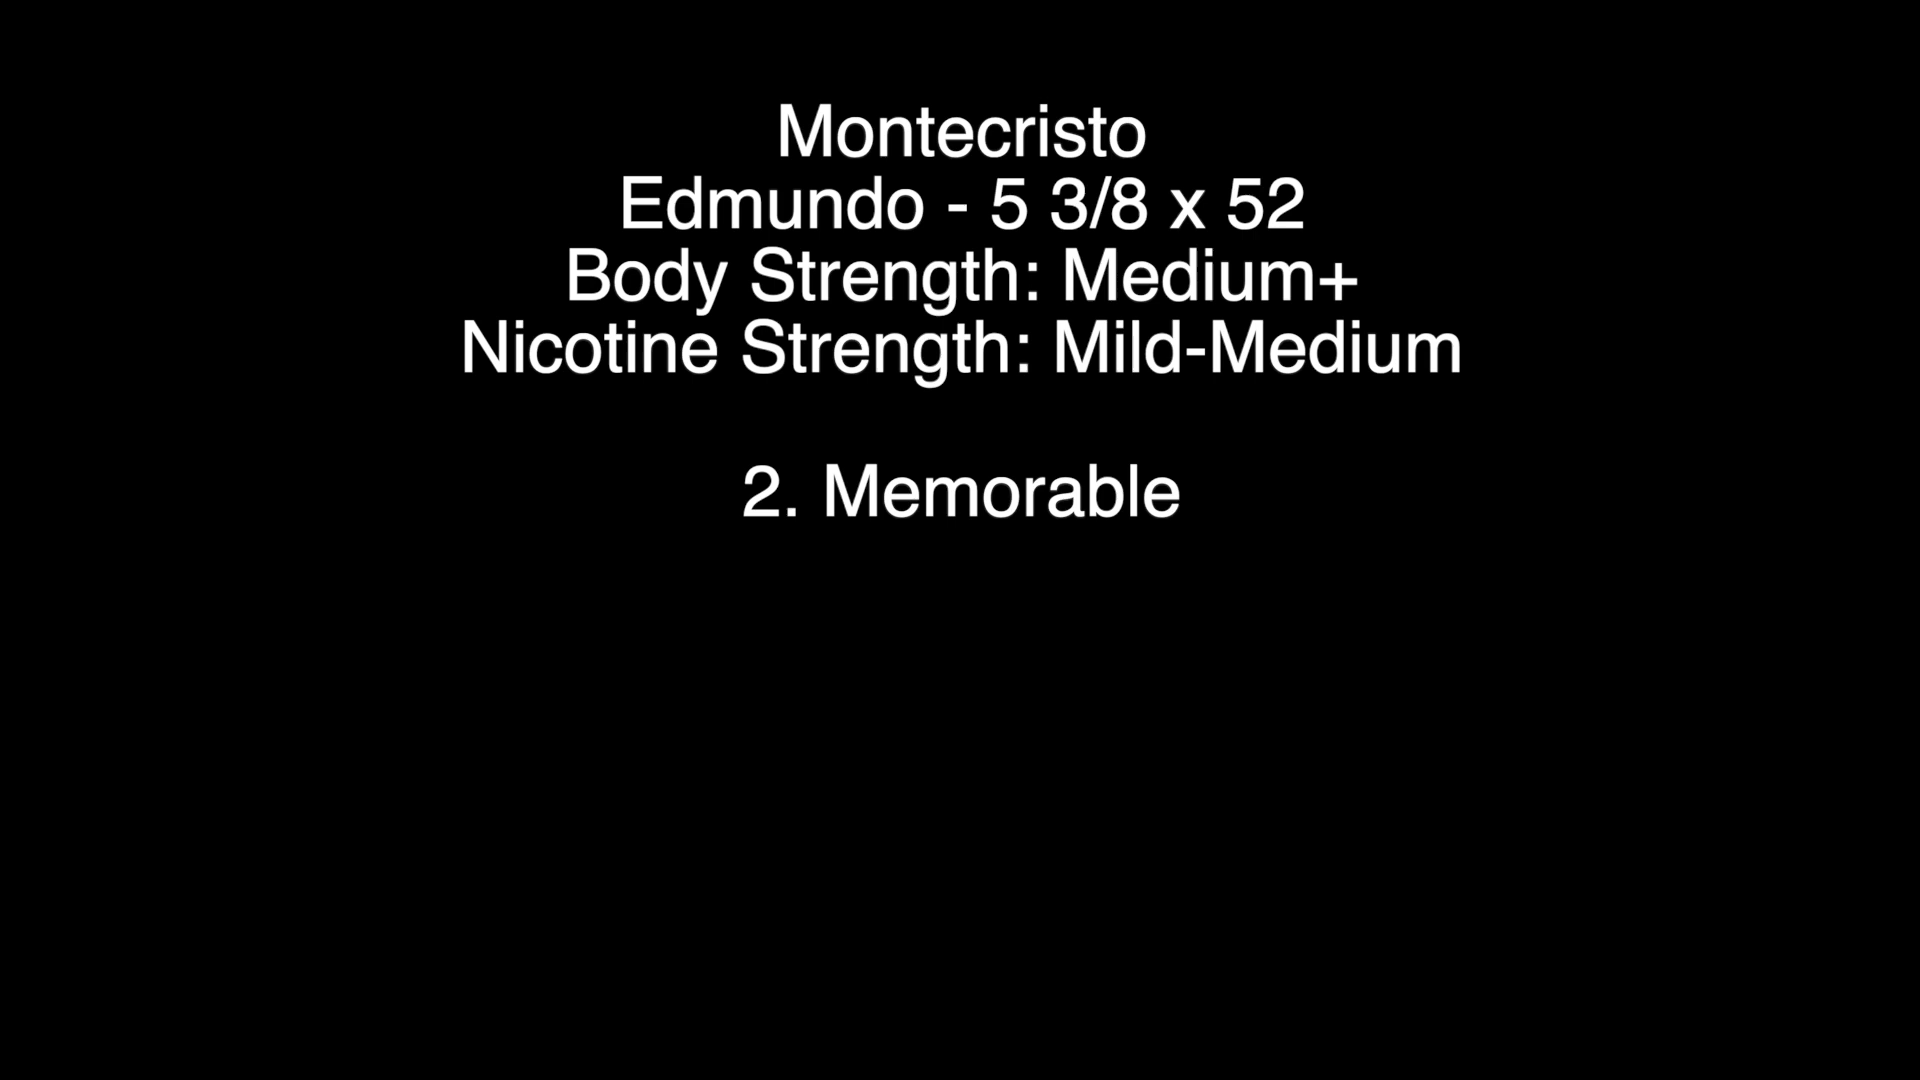 Montecristo
Edmundo - 5 3/8 x 52
Body Strength: Medium+
Nicotine Strength: Mild-Medium
2. Memorable